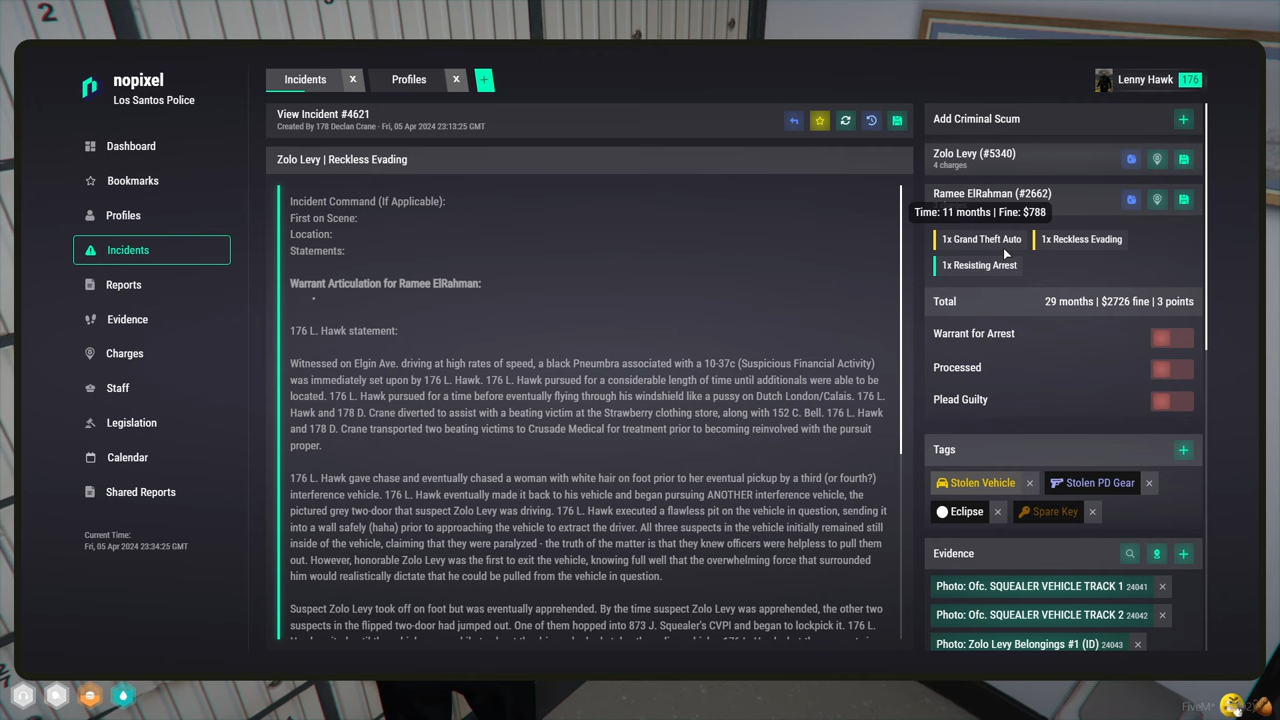 2
nopixel
Los Santos Police
Dashboard
Bookmarks
Profiles
Incidents
Reports
Evidence
Charges
Staff
Legislation
Calendar
Shared Reports
Current Time:
Fri, 05 Apr 2024 23:34:25 GMT
Incidents x Profiles x +
Lenny Hawk 176
View Incident #4621
Created By 178 Declan Crane · Fri, 05 Apr 2024 23:13:25 GMT
Zolo Levy | Reckless Evading
Incident Command (If Applicable):
First on Scene:
Location:
Statements:
Warrant Articulation for Ramee ElRahman:
•
176 L. Hawk statement:
Witnessed on Elgin Ave. driving at high rates of speed, a black Pneumbra associated with a 10-37c (Suspicious Financial Activity)
was immediately set upon by 176 L. Hawk. 176 L. Hawk pursued for a considerable length of time until additionals were able to be
located. 176 L. Hawk pursued for a time before eventually flying through his windshield like a pussy on Dutch London/Calais. 176 L.
Hawk and 178 D. Crane diverted to assist with a beating victim at the Strawberry clothing store, along with 152 C. Bell. 176 L. Hawk
and 178 D. Crane transported two beating victims to Crusade Medical for treatment prior to becoming reinvolved with the pursuit
proper.
176 L. Hawk gave chase and eventually chased a woman with white hair on foot prior to her eventual pickup by a third (or fourth?)
interference vehicle. 176 L. Hawk eventually made it back to his vehicle and began pursuing ANOTHER interference vehicle, the
pictured grey two-door that suspect Zolo Levy was driving. 176 L. Hawk executed a flawless pit on the vehicle in question, sending it
into a wall safely (haha) prior to approaching the vehicle to extract the driver. All three suspects in the vehicle initially remained still
inside of the vehicle, claiming that they were paralyzed - the truth of the matter is that they knew officers were helpless to pull them
out. However, honorable Zolo Levy was the first to exit the vehicle, knowing full well that the overwhelming force that surrounded
him would realistically dictate that he could be pulled from the vehicle in question.
Suspect Zolo Levy took off on foot but was eventually apprehended. By the time suspect Zolo Levy was apprehended, the other two
suspects in the flipped two-door had jumped out. One of them hopped into 873 J. Squealer's CVPI and began to lockpick it. 176 L.
Add Criminal Scum +
Zolo Levy (#5340)
4 charges
Ramee ElRahman (#2662)
Time: 11 months | Fine: $788
1x Grand Theft Auto 1x Reckless Evading
1x Resisting Arrest
Total 29 months | $2726 fine | 3 points
Warrant for Arrest
Processed
Plead Guilty
Tags +
Stolen Vehicle x Stolen PD Gear x
Eclipse x Spare Key x
Evidence +
Photo: Ofc. SQUEALER VEHICLE TRACK 1 24041 x
Photo: Ofc. SQUEALER VEHICLE TRACK 2 24042 x
Photo: Zolo Levy Belongings #1 (ID) 24043 x
FiveM*